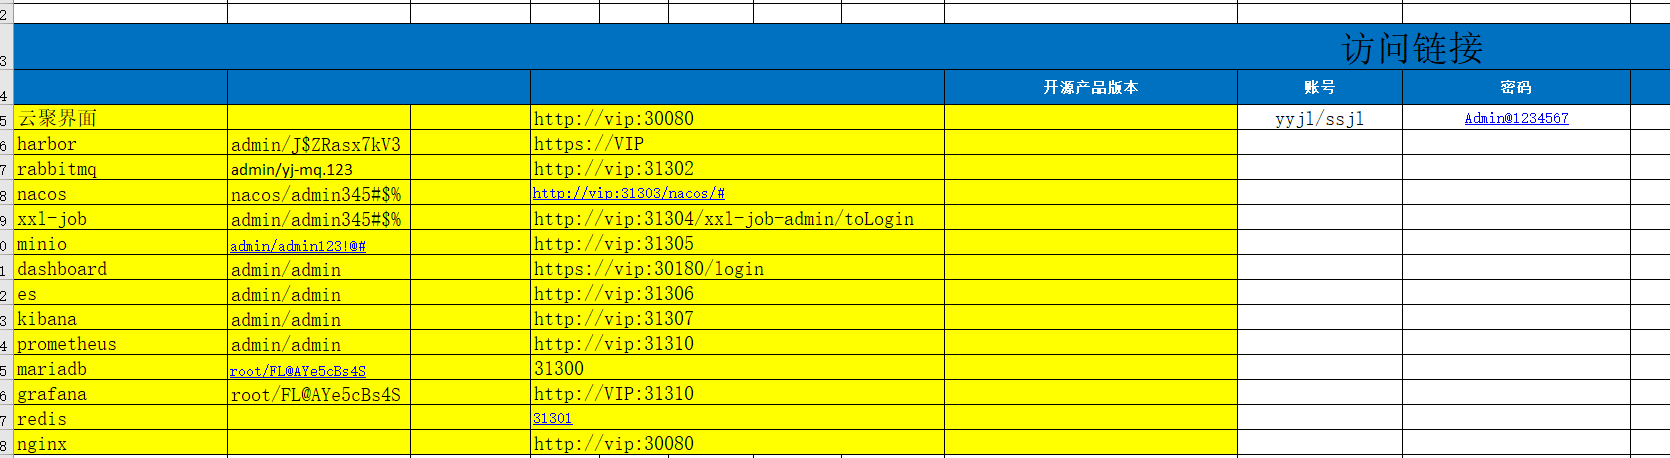 2
3 访问链接
4 开源产品版本 账号 密码
5 云聚界面 http://vip:30080 yyjl/ssjl Admin@1234567
6 harbor admin/J$ZRasx7kV3 https://VIP
7 rabbitmq admin/yj-mq.123 http://vip:31302
8 nacos nacos/admin345#$% http://vip:31303/nacos/#
9 xxl-job admin/admin345#$% http://vip:31304/xxl-job-admin/toLogin
0 minio admin/admin123!@# http://vip:31305
1 dashboard admin/admin https://vip:30180/login
2 es admin/admin http://vip:31306
3 kibana admin/admin http://vip:31307
4 prometheus admin/admin http://vip:31310
5 mariadb root/FL@AYe5cBs4S 31300
6 grafana root/FL@AYe5cBs4S http://VIP:31310
7 redis 31301
8 nginx http://vip:30080